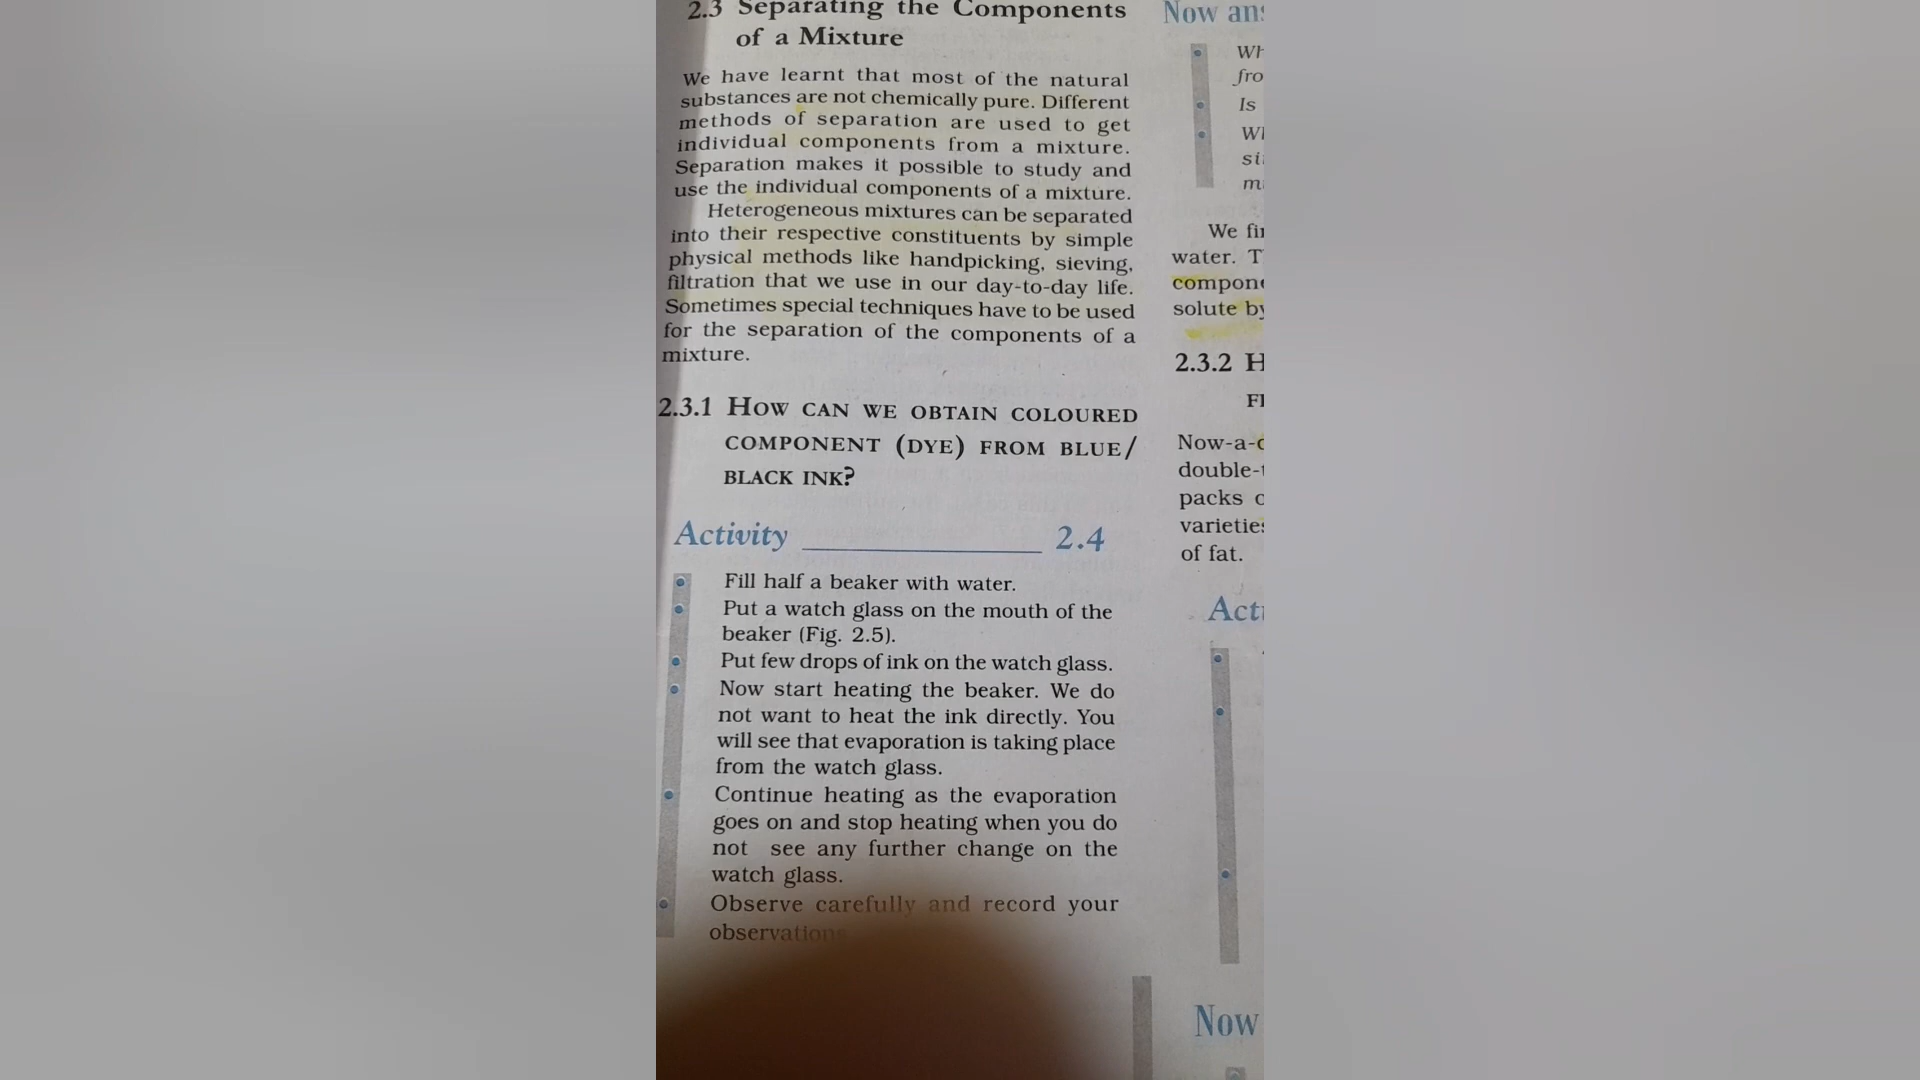 2.3 Separating the Components
of a Mixture
We have learnt that most of the natural
substances are not chemically pure. Different
methods of separation are used to get
individual components from a mixture.
Separation makes it possible to study and
use the individual components of a mixture.
Heterogeneous mixtures can be separated
into their respective constituents by simple
physical methods like handpicking, sieving,
filtration that we use in our day-to-day life.
Sometimes special techniques have to be used
for the separation of the components of a
mixture.
2.3.1 HOW CAN WE OBTAIN COLOURED
COMPONENT (DYE) FROM BLUE/
BLACK INK?
Activity 2.4
Fill half a beaker with water.
Put a watch glass on the mouth of the
beaker (Fig. 2.5).
Put few drops of ink on the watch glass.
Now start heating the beaker. We do
not want to heat the ink directly. You
will see that evaporation is taking place
from the watch glass.
Continue heating as the evaporation
goes on and stop heating when you do
not see any further change on the
watch glass.
Observe carefully and record your
observations
Now
Is
We
water.
solute by
2.3.2
Now-a-
double-
packs
of fat.
Now